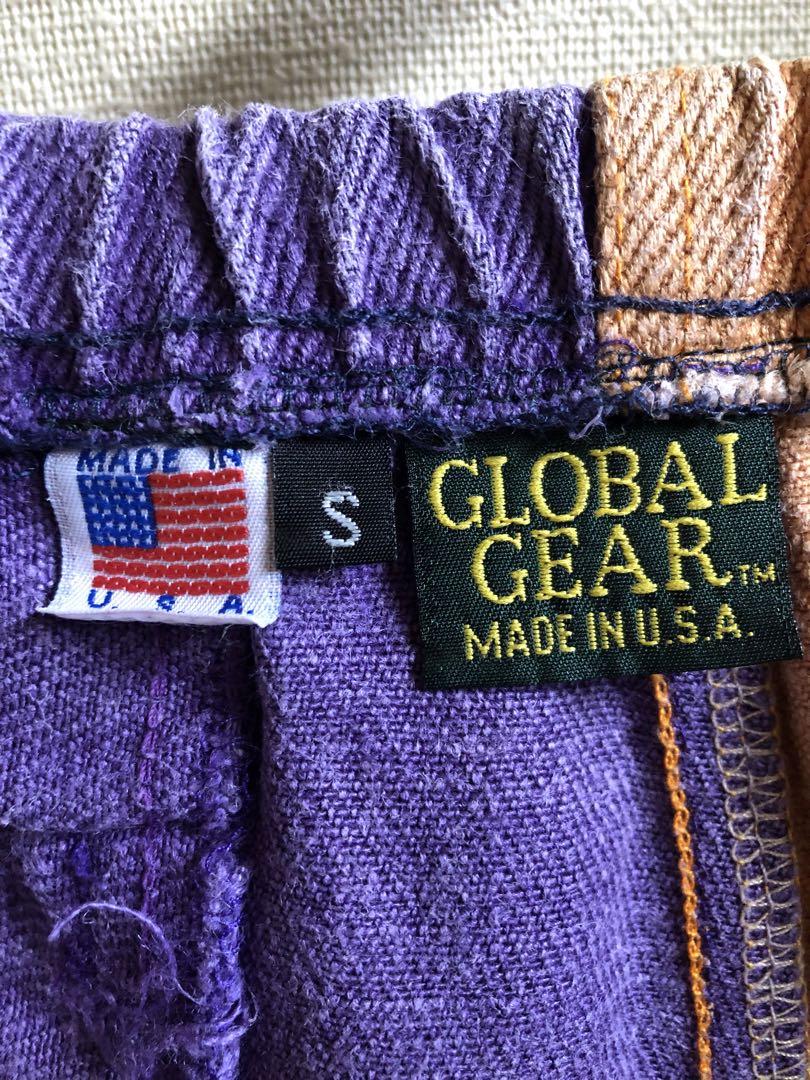 MADE IN
U. S. A.
S
GLOBAL
GEAR™
MADE IN U.S.A.